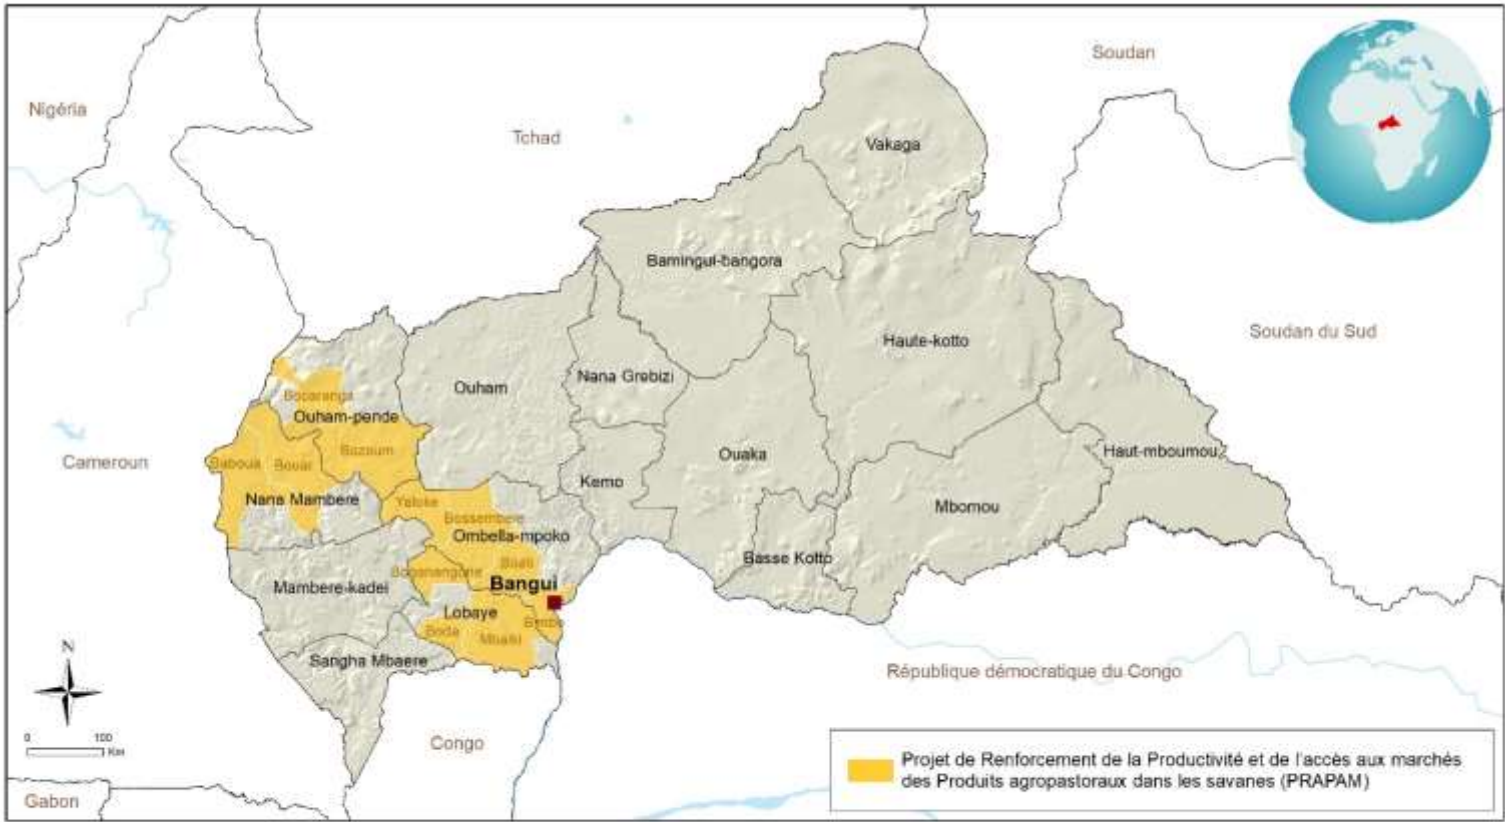 Soudan
Nigéria
Tchad
Vakaga
Bamingui-bangora
Soudan du Sud
Haute-kotto
Nana Grebizi
Ouham
Bocaranga
Ouham-pende
Bozoum
Haut-mboumou
Ouaka
Cameroun
Baboua
Bouar
Kemo
Nana Mambere
Yaloke
Mbomou
Bossembele
Ombella-mpoko
Basse Kotto
Boali
Boganangone
Bangui
Mambere-kadei
Lobaye
Bimbo
Boda
Mbaiki
N
Sangha Mbaere
République démocratique du Congo
0 100
Km
Congo
Projet de Renforcement de la Productivité et de l'accès aux marchés
des Produits agropastoraux dans les savanes (PRAPAM)
Gabon